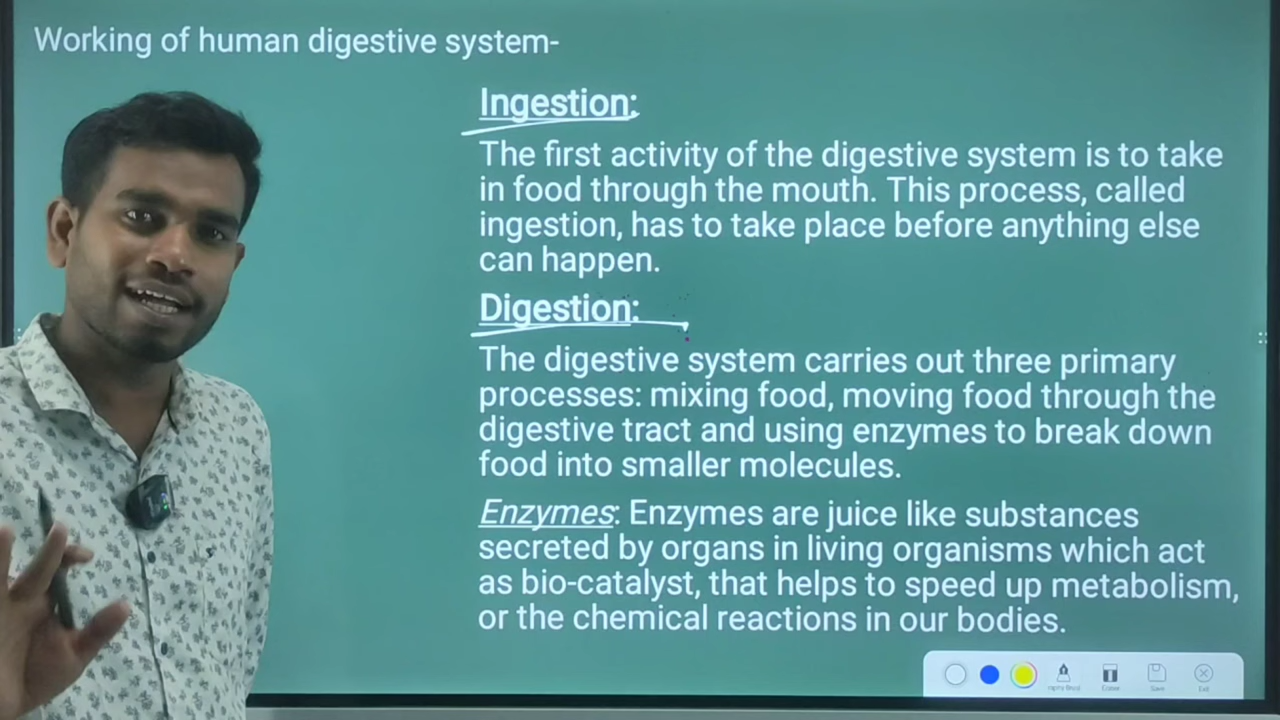 Working of human digestive system-
Ingestion:
The first activity of the digestive system is to take
in food through the mouth. This process, called
ingestion, has to take place before anything else
can happen.
Digestion:
The digestive system carries out three primary
processes: mixing food, moving food through the
digestive tract and using enzymes to break down
food into smaller molecules.
Enzymes: Enzymes are juice like substances
secreted by organs in living organisms which act
as bio-catalyst, that helps to speed up metabolism,
or the chemical reactions in our bodies.
Save
Exit